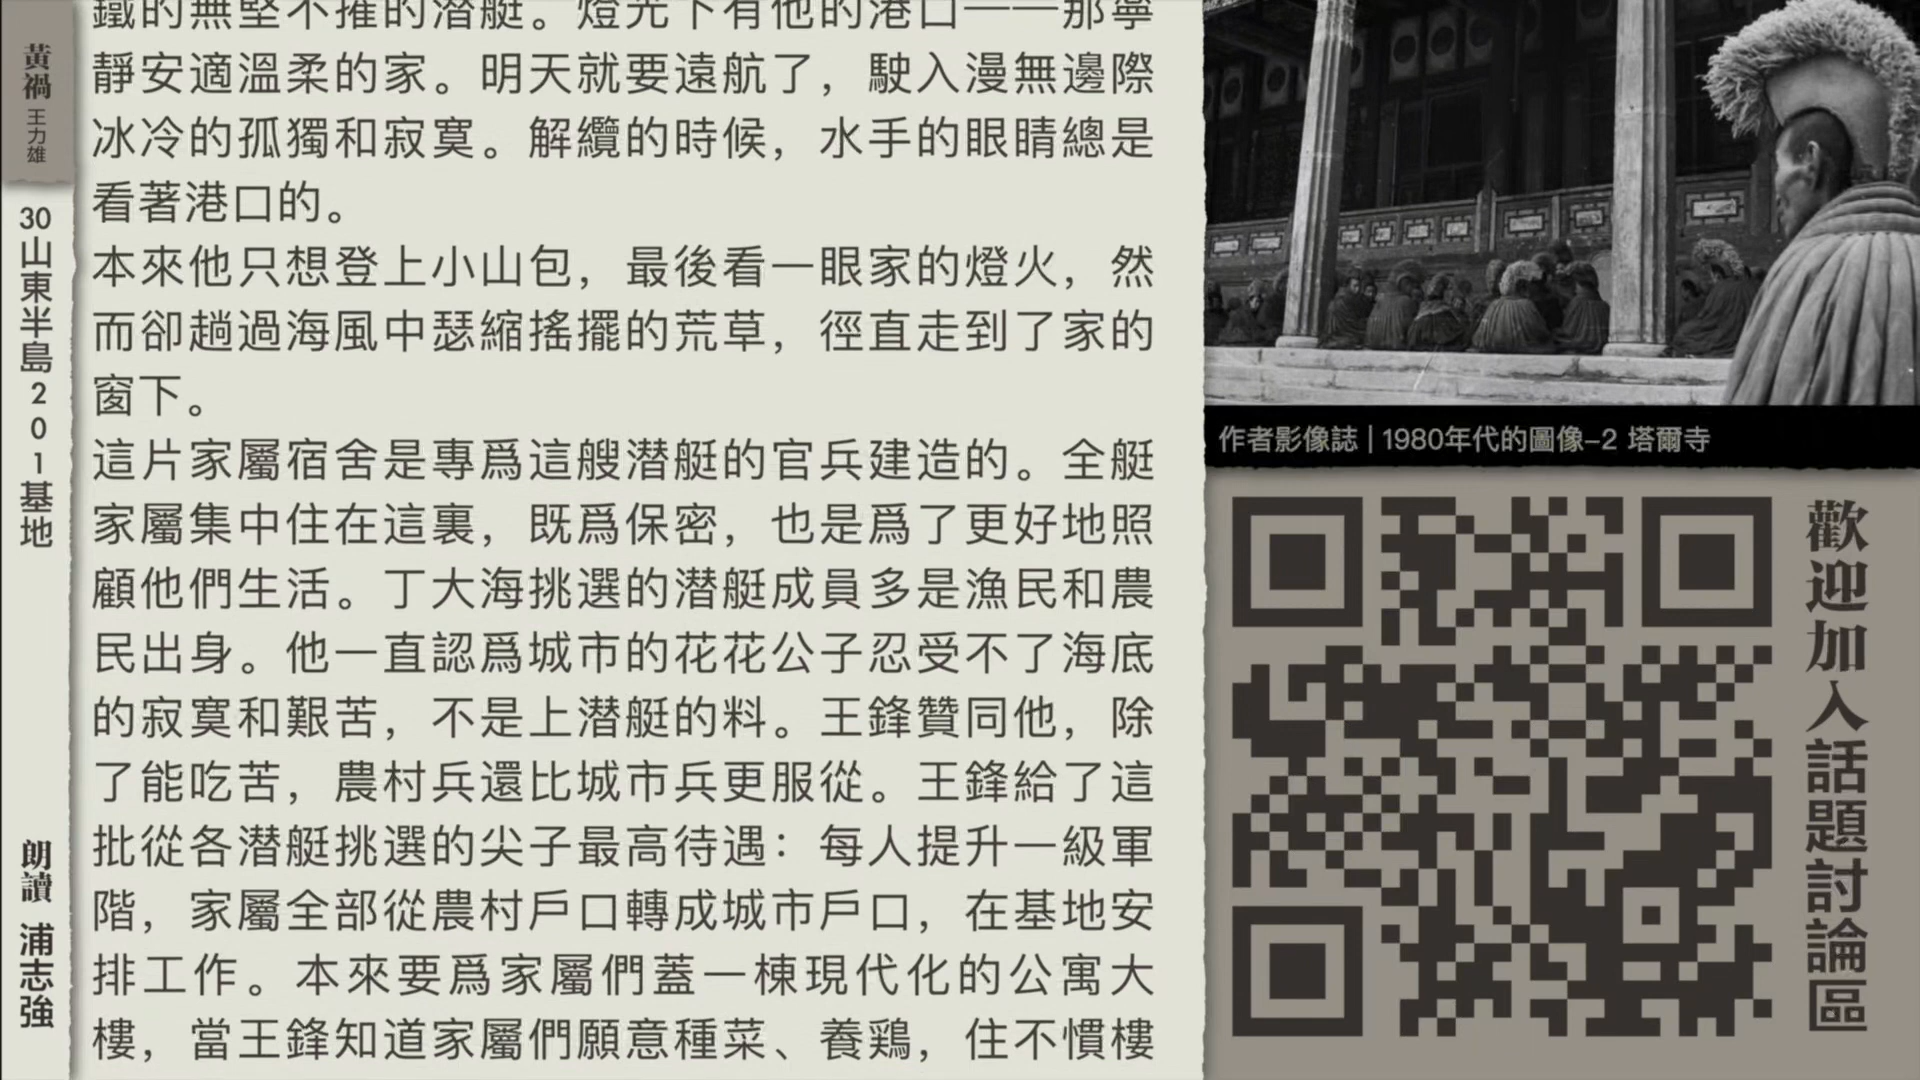 黃禍 王力雄
30山東半島201基地
朗讀 浦志強
鐵的無堅不摧的潜艇。燈光下有他的港口——那寧
靜安適溫柔的家。明天就要遠航了，駛入漫無邊際
冰冷的孤獨和寂寞。解纜的時候，水手的眼睛總是
看著港口的。
本來他只想登上小山包，最後看一眼家的燈火，然
而卻趟過海風中瑟縮搖擺的荒草，徑直走到了家的
窗下。
這片家屬宿舍是專爲這艘潜艇的官兵建造的。全艇
家屬集中住在這裏，既爲保密，也是爲了更好地照
顧他們生活。丁大海挑選的潜艇成員多是漁民和農
民出身。他一直認爲城市的花花公子忍受不了海底
的寂寞和艱苦，不是上潜艇的料。王鋒贊同他，除
了能吃苦，農村兵還比城市兵更服從。王鋒給了這
批從各潜艇挑選的尖子最高待遇：每人提升一級軍
階，家屬全部從農村戶口轉成城市戶口，在基地安
排工作。本來要爲家屬們蓋一棟現代化的公寓大
樓，當王鋒知道家屬們願意種菜、養鶏，住不慣樓
作者影像誌 | 1980年代的圖像–2 塔爾寺
歡迎加入話題討論區